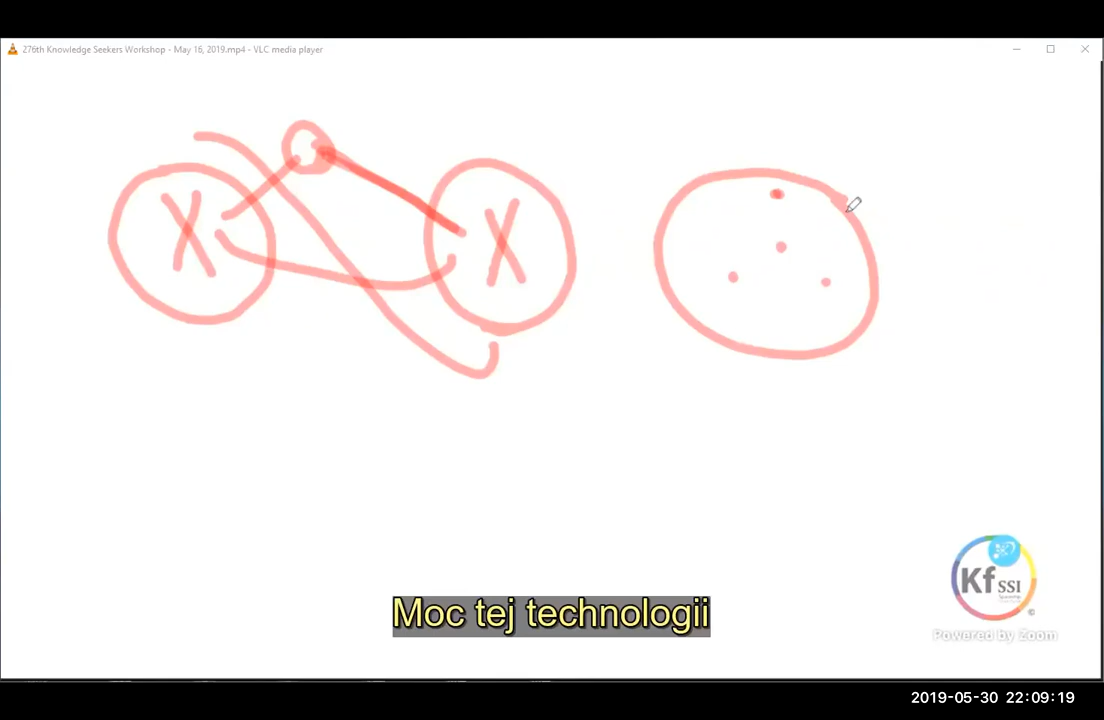 276th Knowledge Seekers Workshop - May 16, 2019.mp4 - VLC media player
X
X
Kf SSI
©
Powered by Zoom
Moc tej technologii
2019-05-30 22:09:19